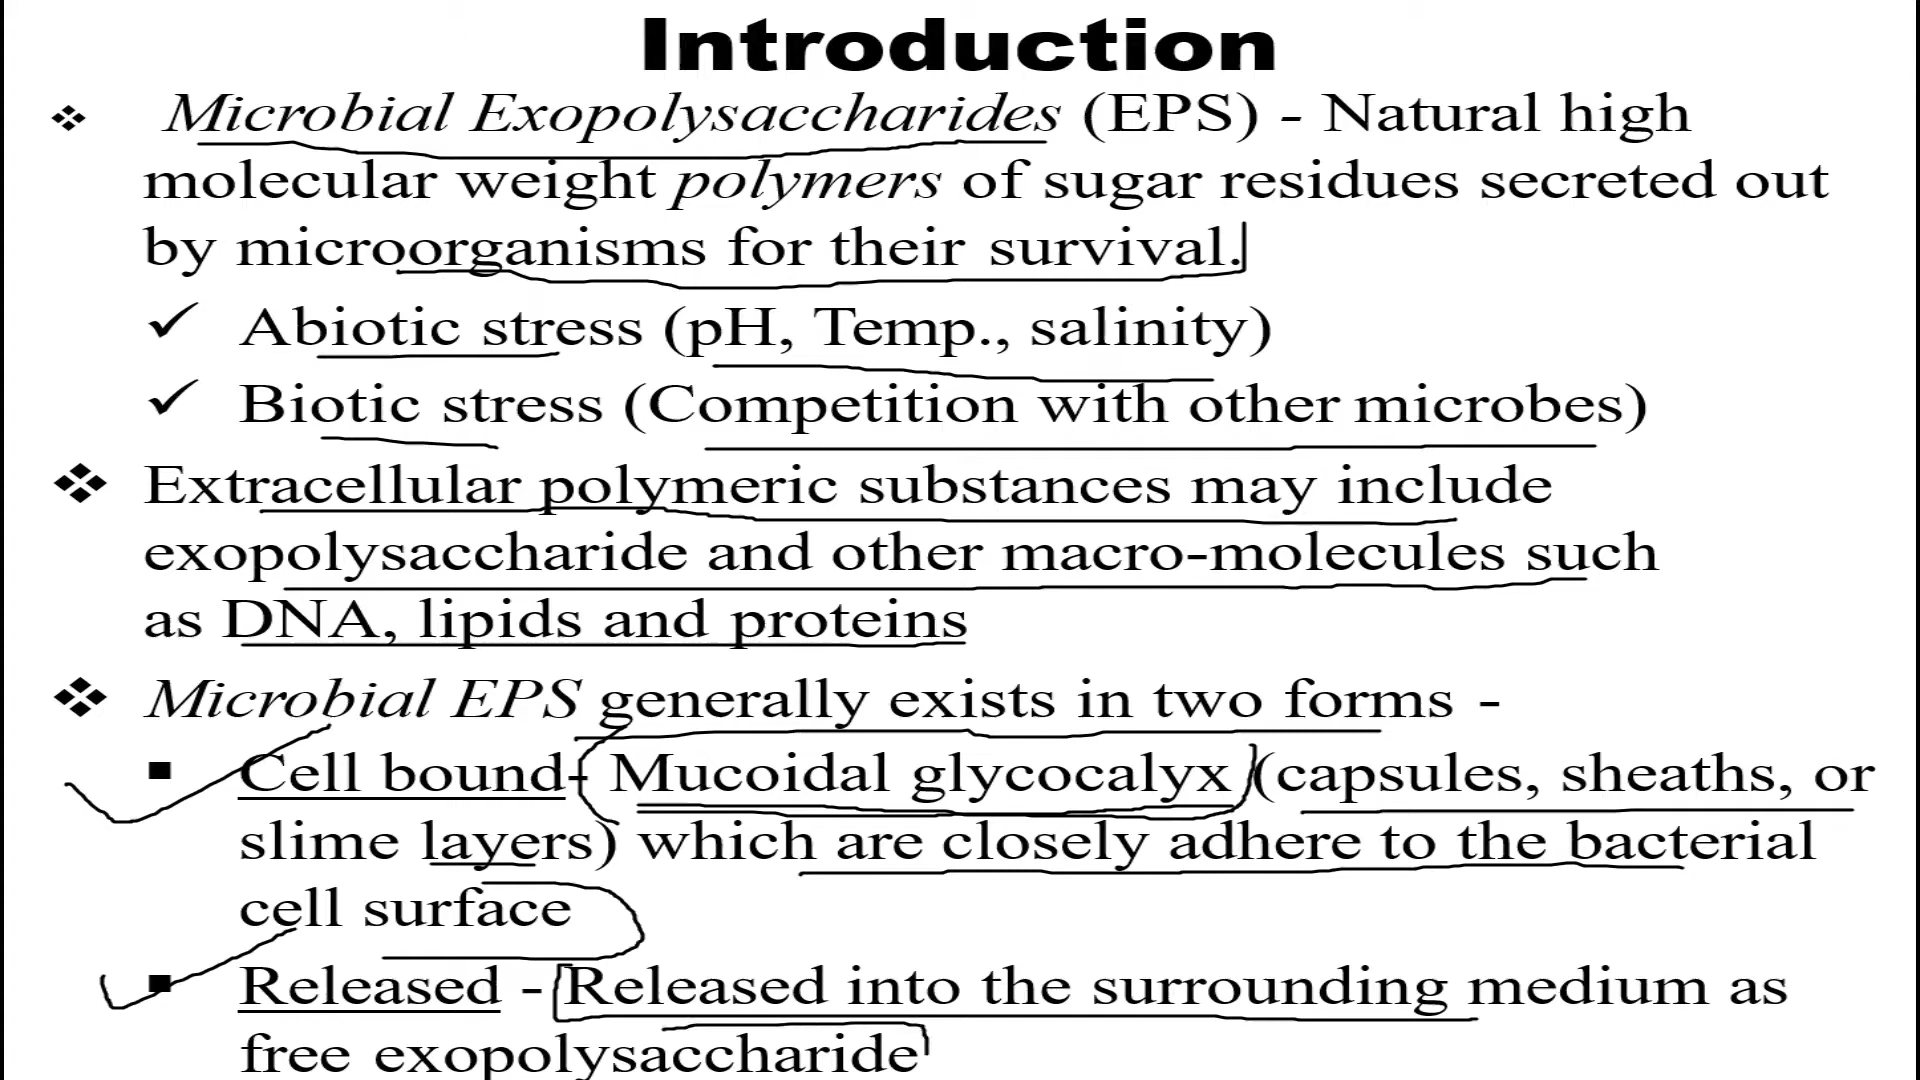 Introduction
❖ Microbial Exopolysaccharides (EPS) - Natural high
molecular weight polymers of sugar residues secreted out
by microorganisms for their survival.
✓ Abiotic stress (pH, Temp., salinity)
✓ Biotic stress (Competition with other microbes)
❖ Extracellular polymeric substances may include
exopolysaccharide and other macro-molecules such
as DNA, lipids and proteins
❖ Microbial EPS generally exists in two forms -
▪ Cell bound- Mucoidal glycocalyx (capsules, sheaths, or
slime layers) which are closely adhere to the bacterial
cell surface
▪ Released - Released into the surrounding medium as
free exopolysaccharide